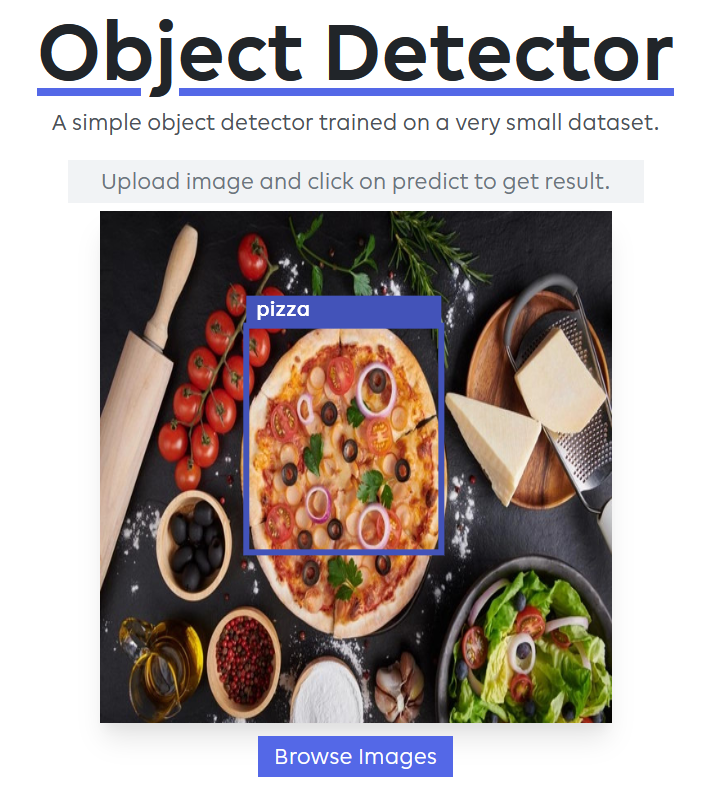 Object Detector
A simple object detector trained on a very small dataset.
Upload image and click on predict to get result.
pizza
Browse Images